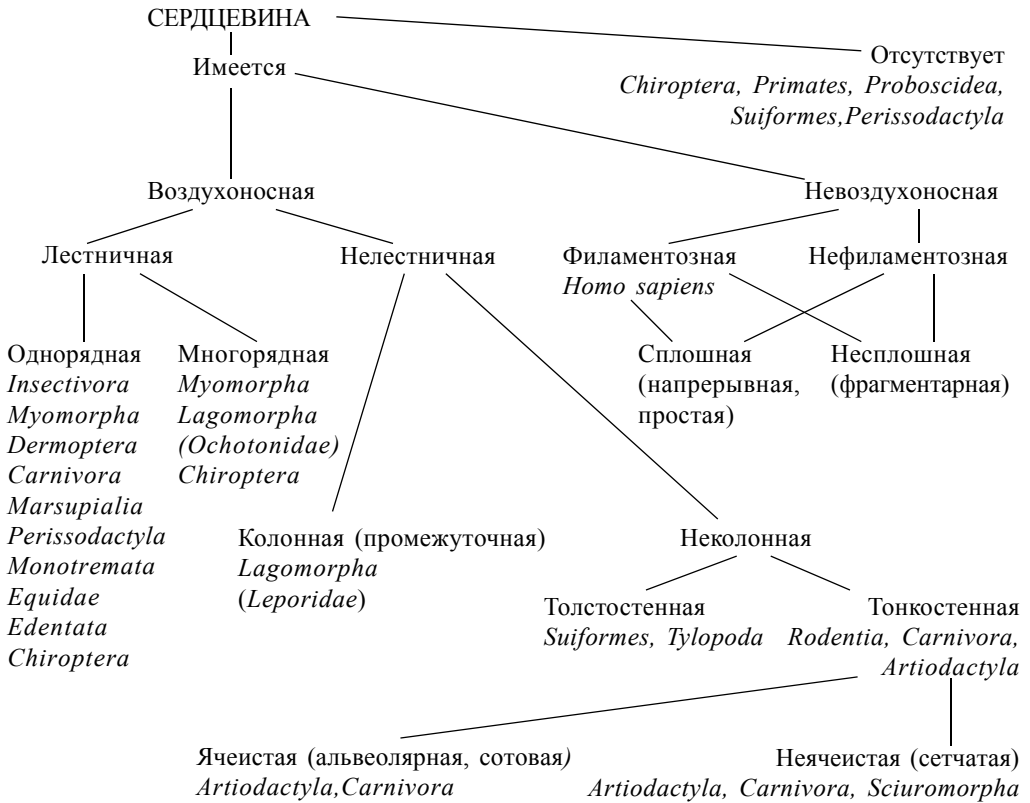 СЕРДЦЕВИНА
Отсутствует
Chiroptera, Primates, Proboscidea,
Suiformes,Perissodactyla
Имеется
Воздухоносная
Невоздухоносная
Лестничная
Нелестничная
Филаментозная
Homo sapiens
Нефиламентозная
Однорядная
Insectivora
Myomorpha
Dermoptera
Carnivora
Marsupialia
Perissodactyla
Monotremata
Equidae
Edentata
Chiroptera
Многорядная
Myomorpha
Lagomorpha
(Ochotonidae)
Chiroptera
Сплошная
(напрерывная,
простая)
Несплошная
(фрагментарная)
Колонная (промежуточная)
Lagomorpha
(Leporidae)
Неколонная
Толстостенная
Suiformes, Tylopoda
Тонкостенная
Rodentia, Carnivora,
Artiodactyla
Ячеистая (альвеолярная, сотовая)
Artiodactyla,Carnivora
Неячеистая (сетчатая)
Artiodactyla, Carnivora, Sciuromorpha